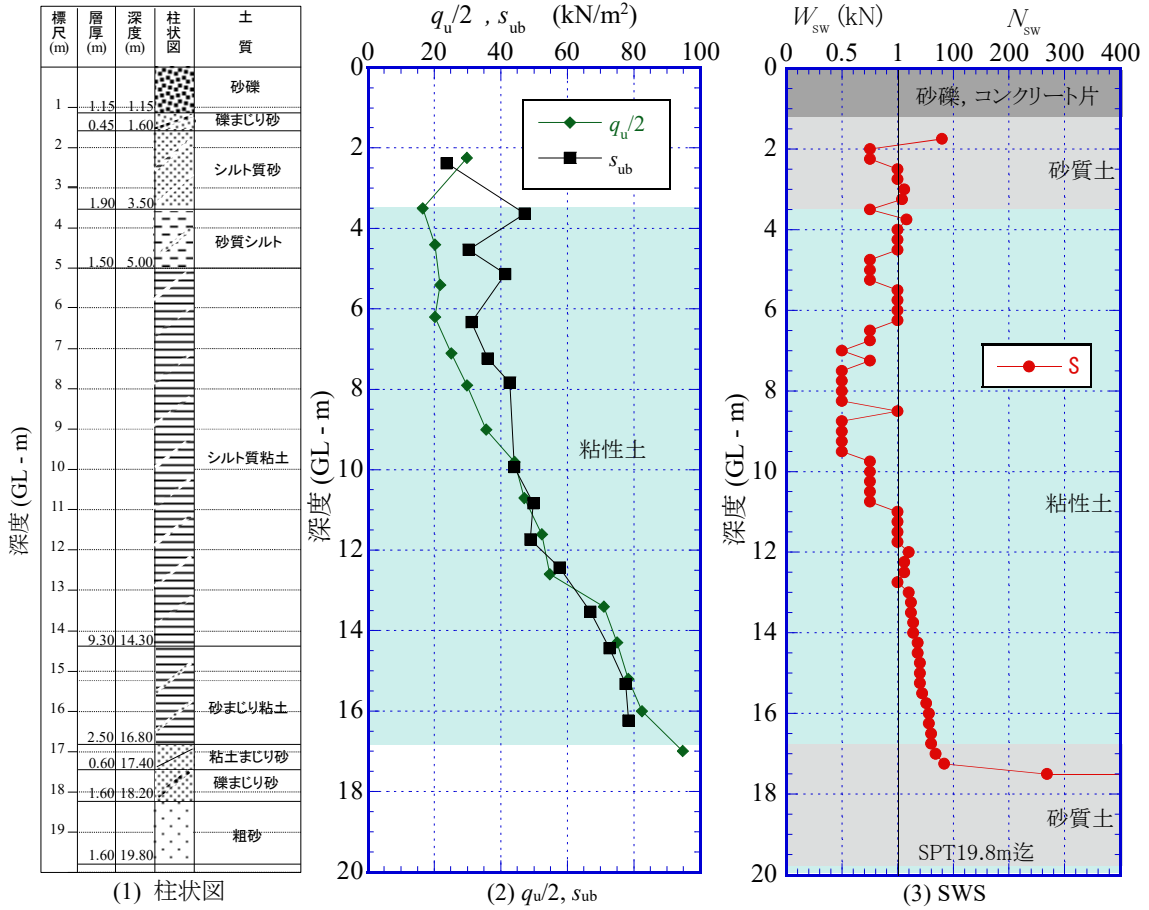 標尺(m) 層厚(m) 深度(m) 柱状図 土質
砂礫
1 1.15 1.15
0.45 1.60 礫まじり砂
2
シルト質砂
3 1.90 3.50
4 砂質シルト
5 1.50 5.00
6
7
8
9
シルト質粘土
10
11
12
13
14 9.30 14.30
15
16 砂まじり粘土
2.50 16.80
17 0.60 17.40 粘土まじり砂
礫まじり砂
18 1.60 18.20
19 粗砂
1.60 19.80
深度 (GL - m)
(1) 柱状図
qu/2 , sub (kN/m2)
0 20 40 60 80 100
0
2
4
6
8
10
12
14
16
18
20
qu/2
sub
粘性土
深度 (GL - m)
(2) qu/2, sub
Wsw (kN) Nsw
0 0.5 1 100 200 300 400
0
2
4
6
8
10
12
14
16
18
20
砂礫, コンクリート片
砂質土
S
粘性土
砂質土
SPT19.8m迄
深度 (GL - m)
(3) SWS